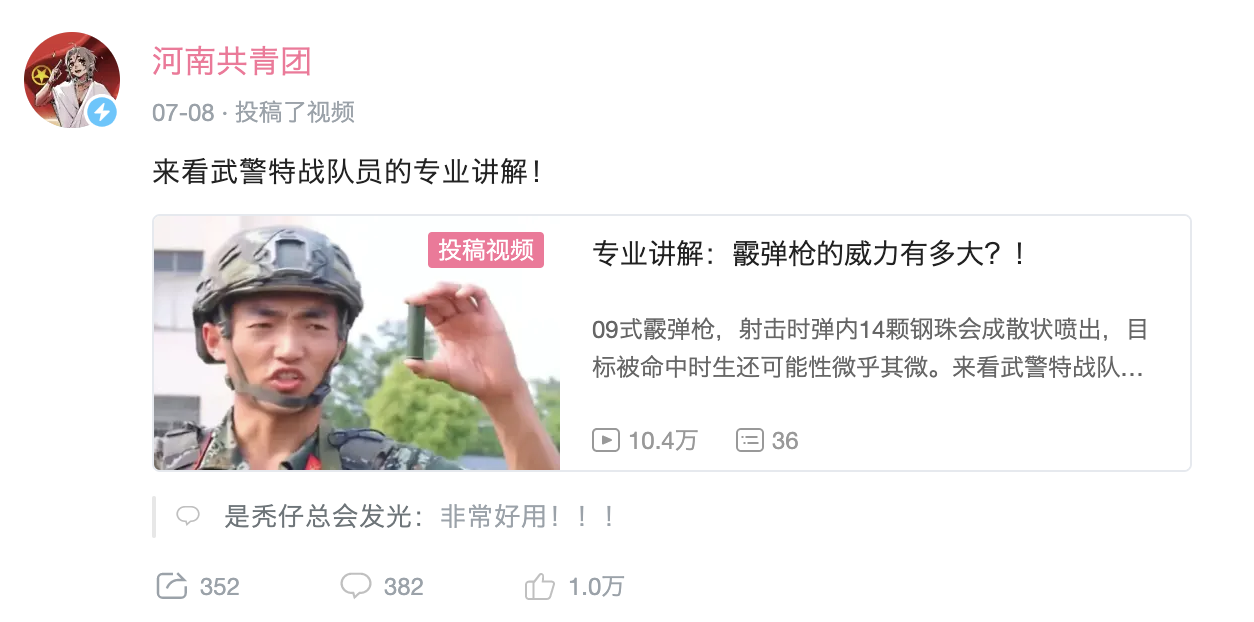 河南共青团
07-08 · 投稿了视频
来看武警特战队员的专业讲解！
投稿视频
专业讲解：霰弹枪的威力有多大？！
09式霰弹枪，射击时弹内14颗钢珠会成散状喷出，目
标被命中时生还可能性微乎其微。来看武警特战队...
10.4万 36
是秃仔总会发光：非常好用！！！
352 382 1.0万